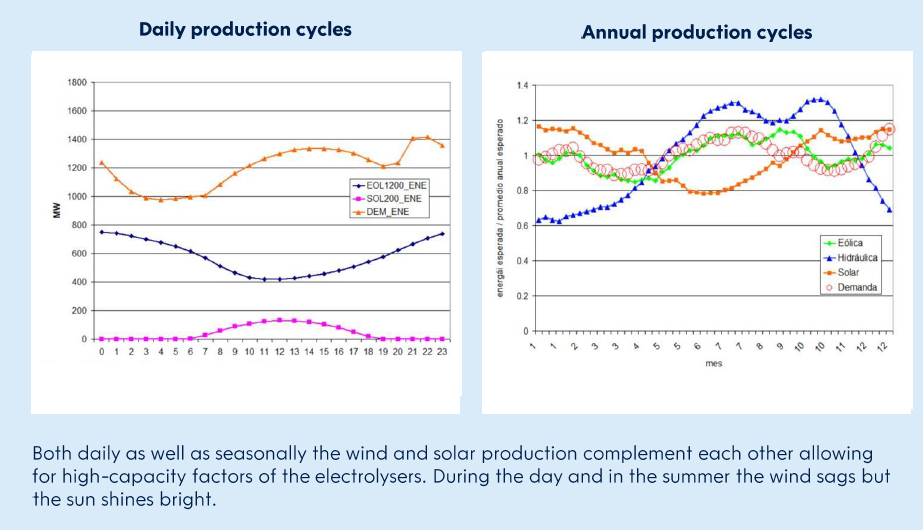 Daily production cycles
Annual production cycles
1800
1600
1400
1200
1000
800
600
400
200
0
MW
EOL1200_ENE
SOL200_ENE
DEM_ENE
0 1 2 3 4 5 6 7 8 9 10 11 12 13 14 15 16 17 18 19 20 21 22 23
1.4
1.2
1
0.8
0.6
0.4
0.2
0
energái esperada / promedio anual esperado
Eólica
Hidráulica
Solar
Demanda
1 1 2 3 3 4 5 5 6 7 7 8 9 9 10 10 11 12 12
mes
Both daily as well as seasonally the wind and solar production complement each other allowing
for high-capacity factors of the electrolysers. During the day and in the summer the wind sags but
the sun shines bright.